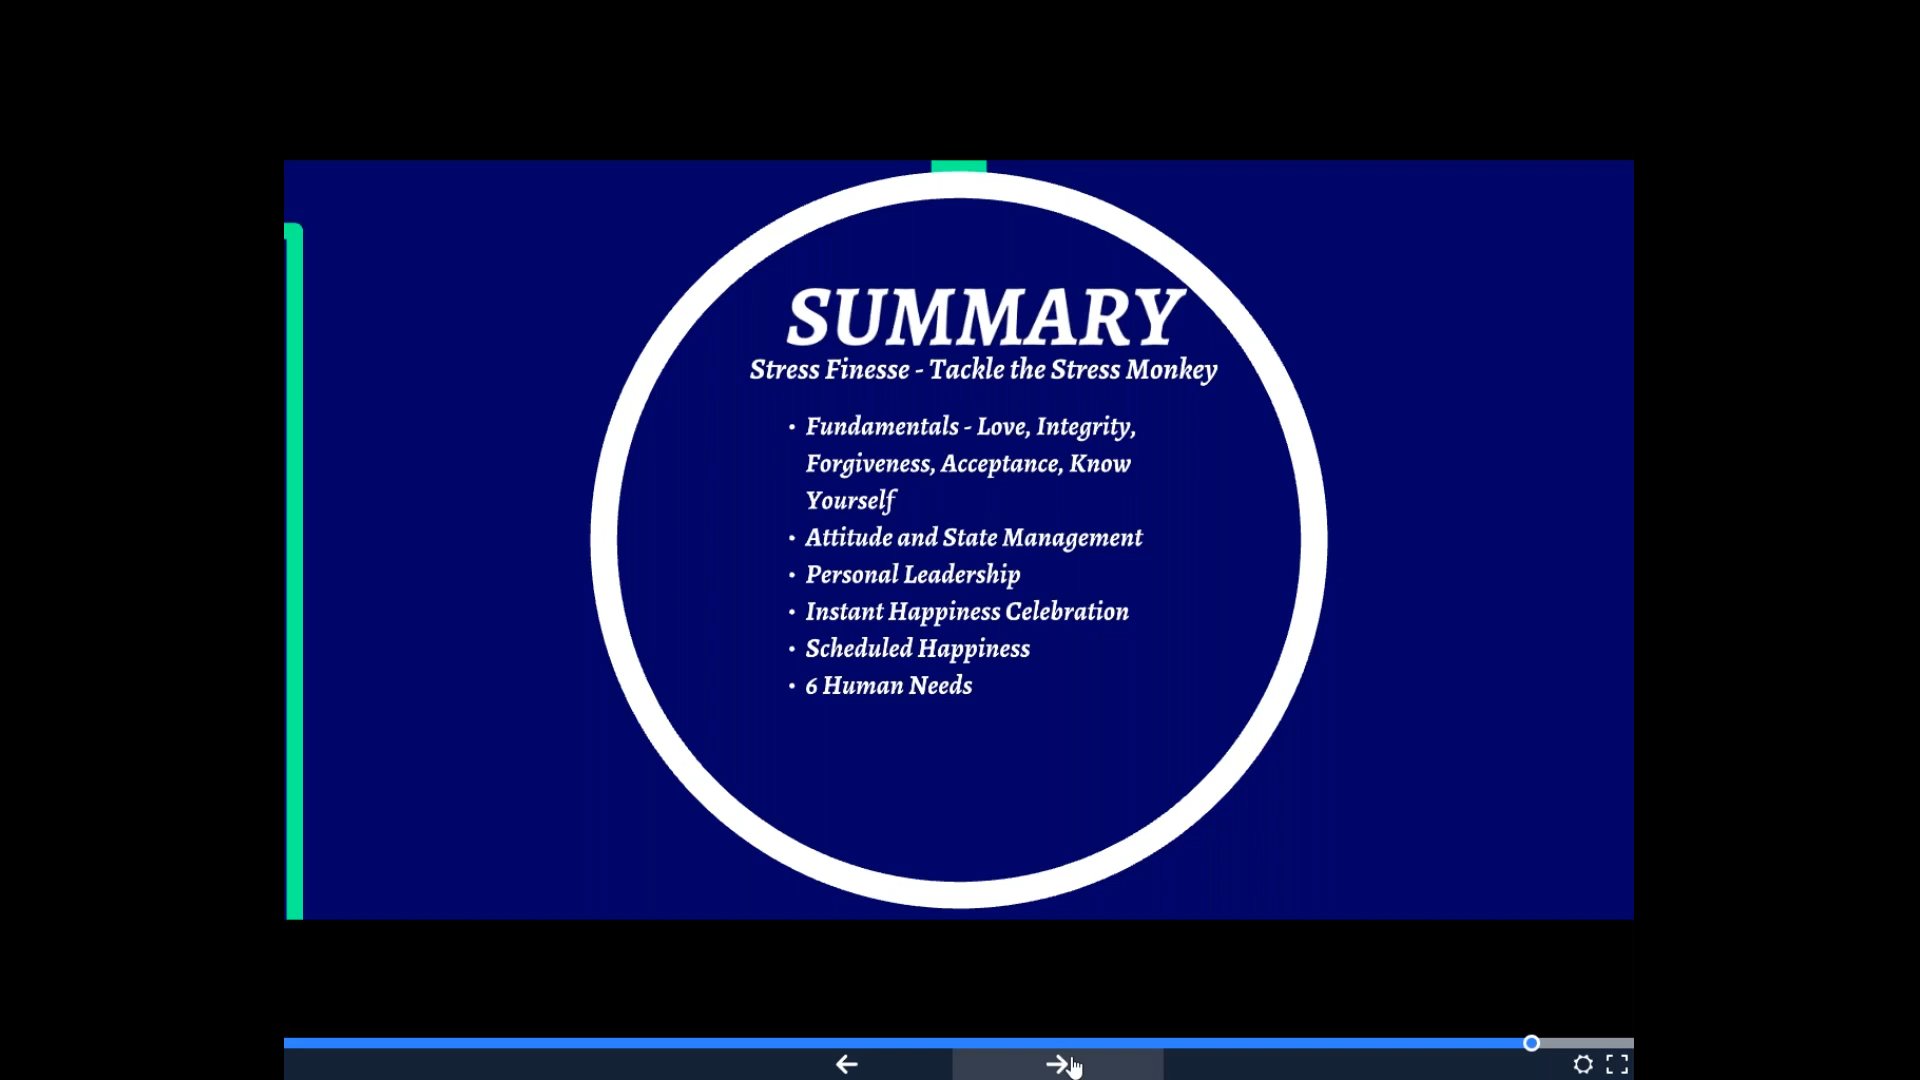 SUMMARY
Stress Finesse - Tackle the Stress Monkey
• Fundamentals - Love, Integrity,
Forgiveness, Acceptance, Know
Yourself
• Attitude and State Management
• Personal Leadership
• Instant Happiness Celebration
• Scheduled Happiness
• 6 Human Needs